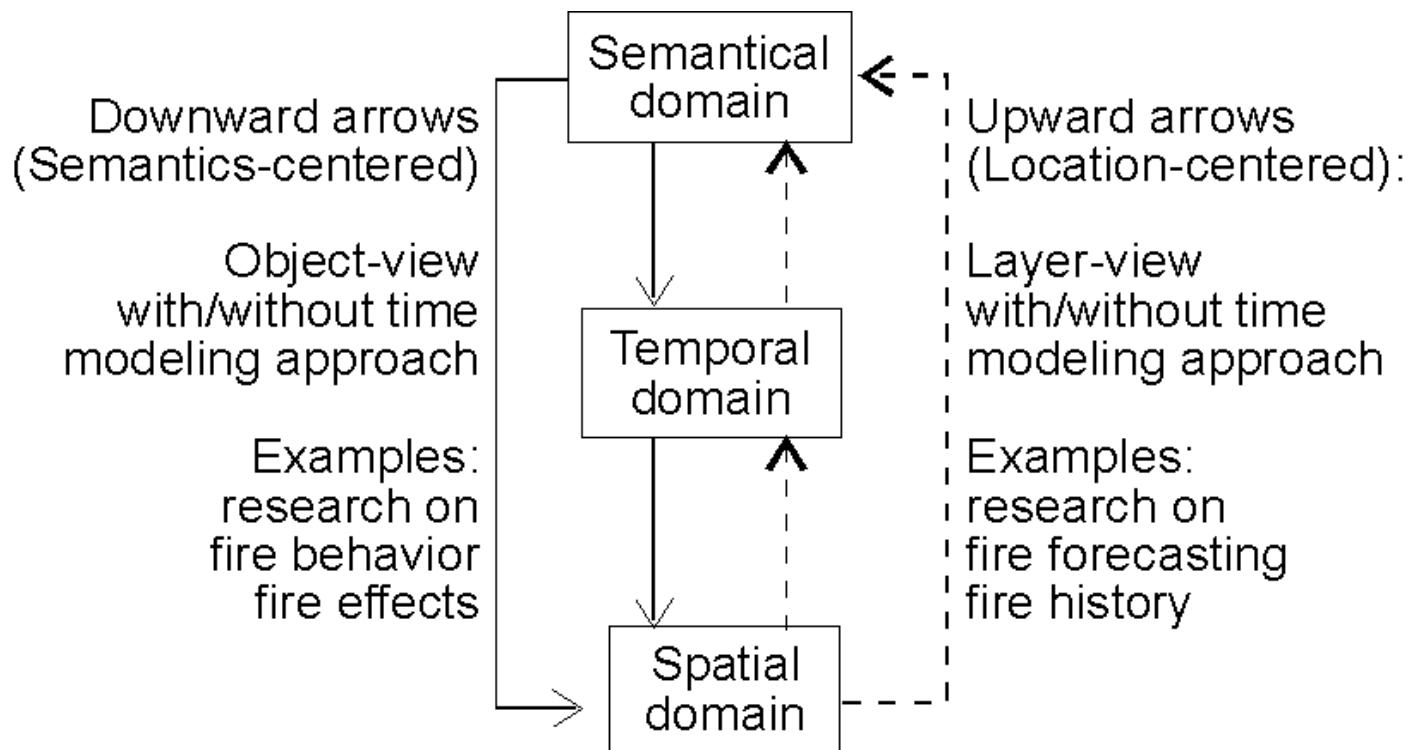 Semantical
domain
Downward arrows
(Semantics-centered)
Object-view
with/without time
modeling approach
Examples:
research on
fire behavior
fire effects
Temporal
domain
Spatial
domain
Upward arrows
(Location-centered):
Layer-view
with/without time
modeling approach
Examples:
research on
fire forecasting
fire history